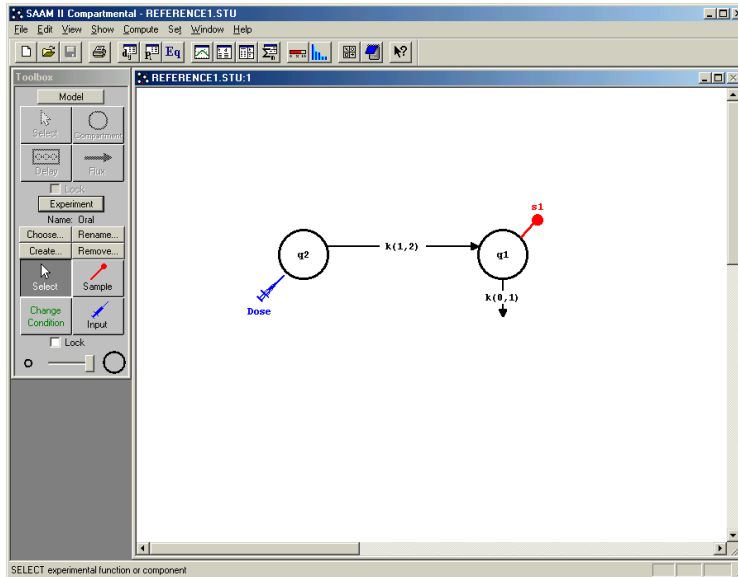 SAAM II Compartmental - REFERENCE1.STU
File Edit View Show Compute Set Window Help
Eq
Toolbox
REFERENCE1.STU:1
Model
Select Compartment
Delay Flux
Lock
Experiment
Name: Oral
Choose... Rename...
Create... Remove...
Select Sample
Change Condition Input
Lock
s1
q2 k(1,2) q1
k(0,1)
Dose
SELECT experimental function or component